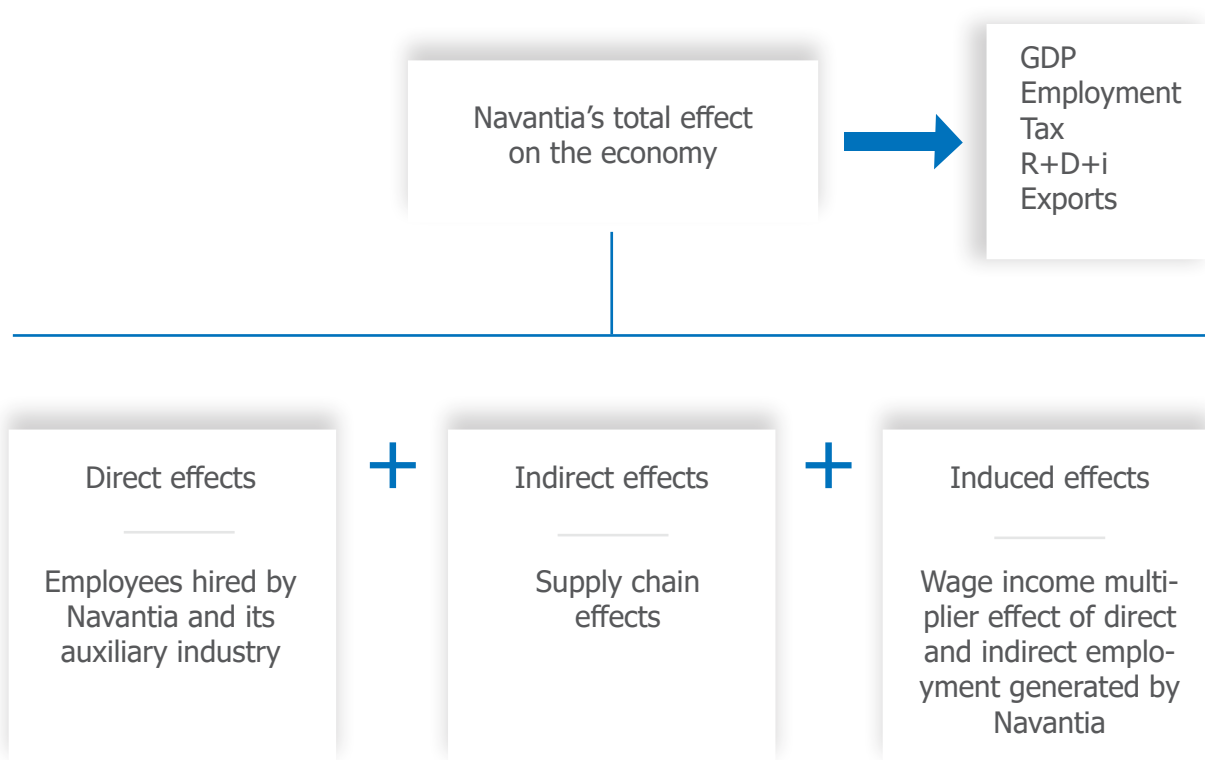 Navantia’s total effect
on the economy
GDP
Employment
Tax
R+D+i
Exports
Direct effects
Employees hired by
Navantia and its
auxiliary industry
+
Indirect effects
Supply chain
effects
+
Induced effects
Wage income multi-
plier effect of direct
and indirect emplo-
yment generated by
Navantia